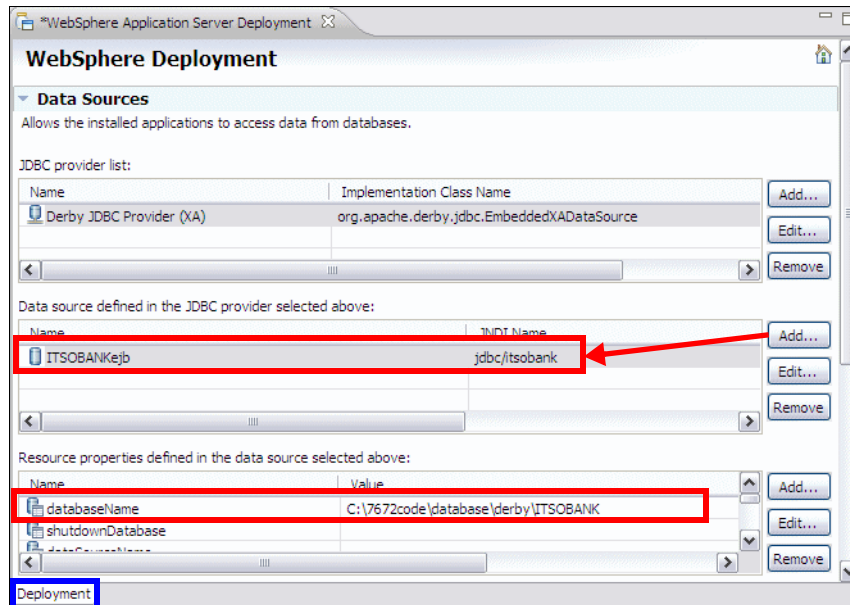 *WebSphere Application Server Deployment
WebSphere Deployment
Data Sources
Allows the installed applications to access data from databases.
JDBC provider list:
Name Implementation Class Name
Derby JDBC Provider (XA) org.apache.derby.jdbc.EmbeddedXADataSource
Add...
Edit...
Remove
Data source defined in the JDBC provider selected above:
Name JNDI Name
ITSOBANKejb jdbc/itsobank
Add...
Edit...
Remove
Resource properties defined in the data source selected above:
Name Value
databaseName C:\7672code\database\derby\ITSOBANK
shutdownDatabase
dataSourceName
Add...
Edit...
Remove
Deployment